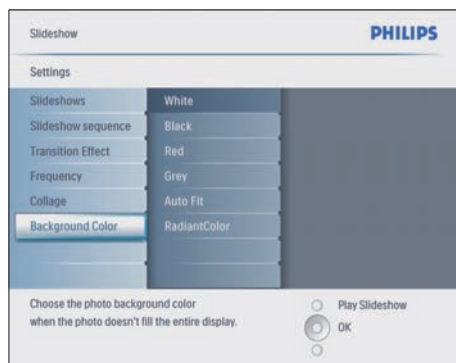 Slideshow
PHILIPS
Settings
Slideshows
White
Slideshow sequence
Black
Transition Effect
Red
Frequency
Grey
Collage
Auto Fit
Background Color
RadiantColor
Choose the photo background color
when the photo doesn't fill the entire display.
Play Slideshow
OK